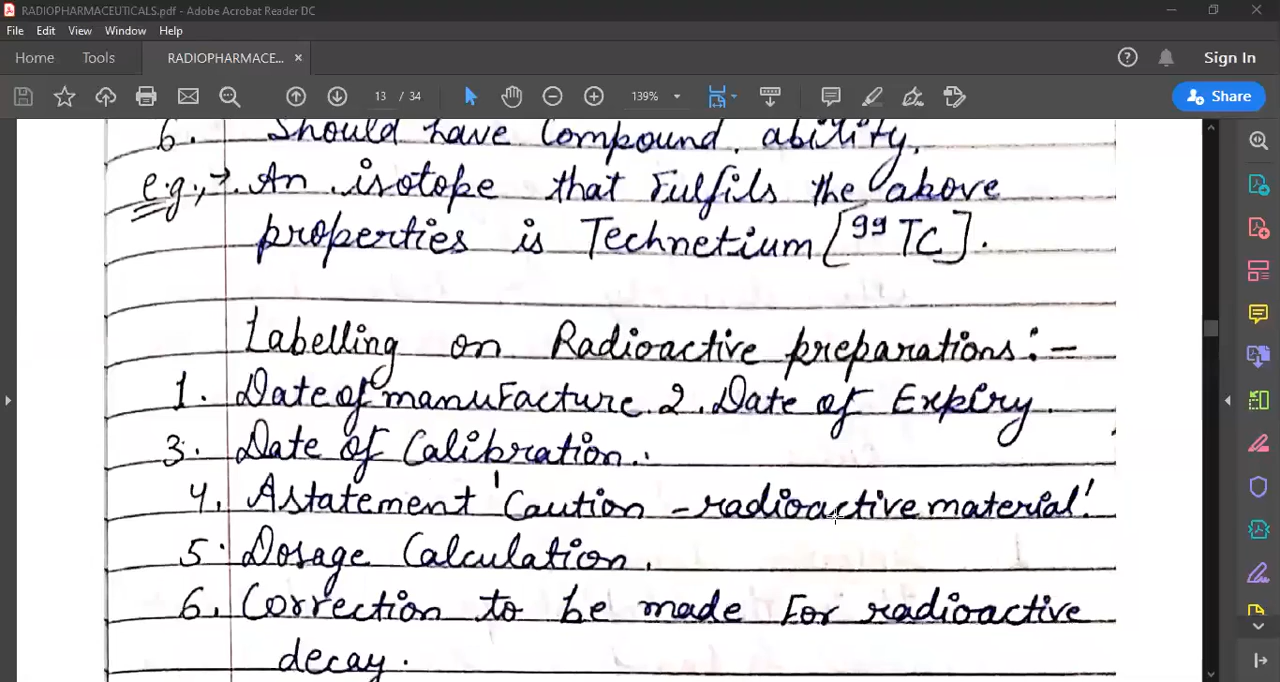 RADIOPHARMACEUTICALS.pdf - Adobe Acrobat Reader DC
File Edit View Window Help
Home Tools RADIOPHARMACE... × Sign In
13 / 34 139% Share
6. Should have Compound ability.
e.g., → An isotope that Fulfils the above
properties is Technetium [99 TC].
Labelling on Radioactive preparations:-
1. Date of manufacture. 2. Date of Expiry.
3. Date of Calibration.
4. A statement 'Caution - radioactive material'.
5. Dosage Calculation.
6. Correction to be made For radioactive
decay.